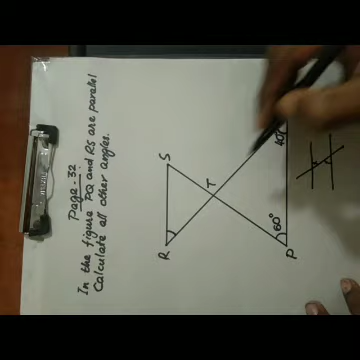 Page-32
In the figure PQ and RS are parallel
Calculate all other angles.
S
R
T
40°
60°
P